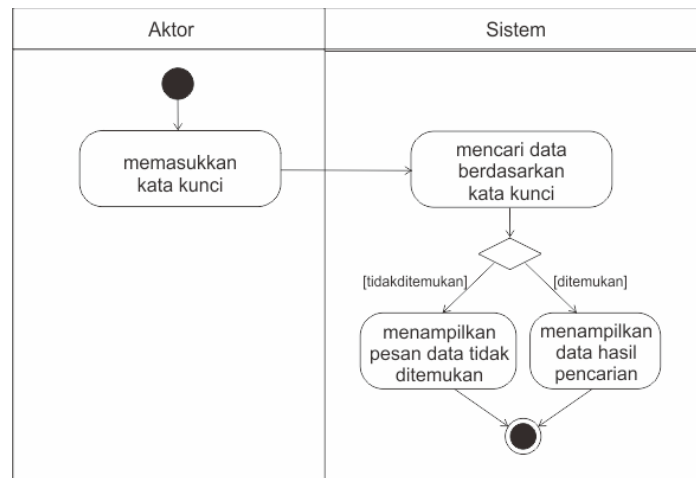 Aktor
Sistem
memasukkan
kata kunci
mencari data
berdasarkan
kata kunci
[tidakditemukan]
[ditemukan]
menampilkan
pesan data tidak
ditemukan
menampilkan
data hasil
pencarian